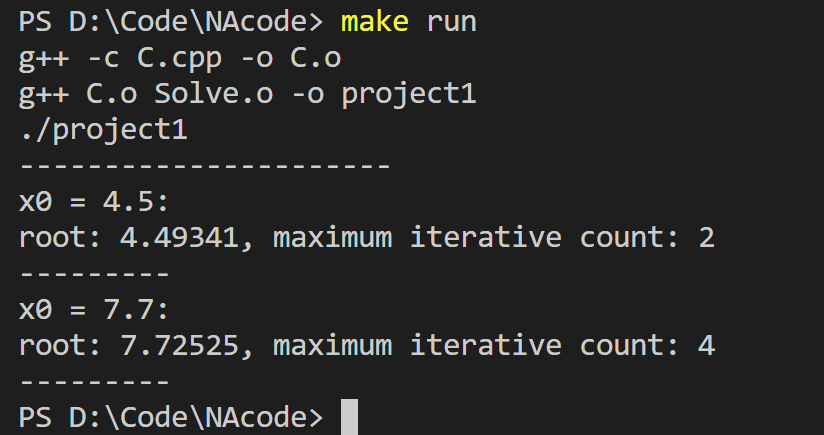 PS D:\Code\NAcode> make run
g++ -c C.cpp -o C.o
g++ C.o Solve.o -o project1
./project1
----------------------
x0 = 4.5:
root: 4.49341, maximum iterative count: 2
---------
x0 = 7.7:
root: 7.72525, maximum iterative count: 4
---------
PS D:\Code\NAcode>